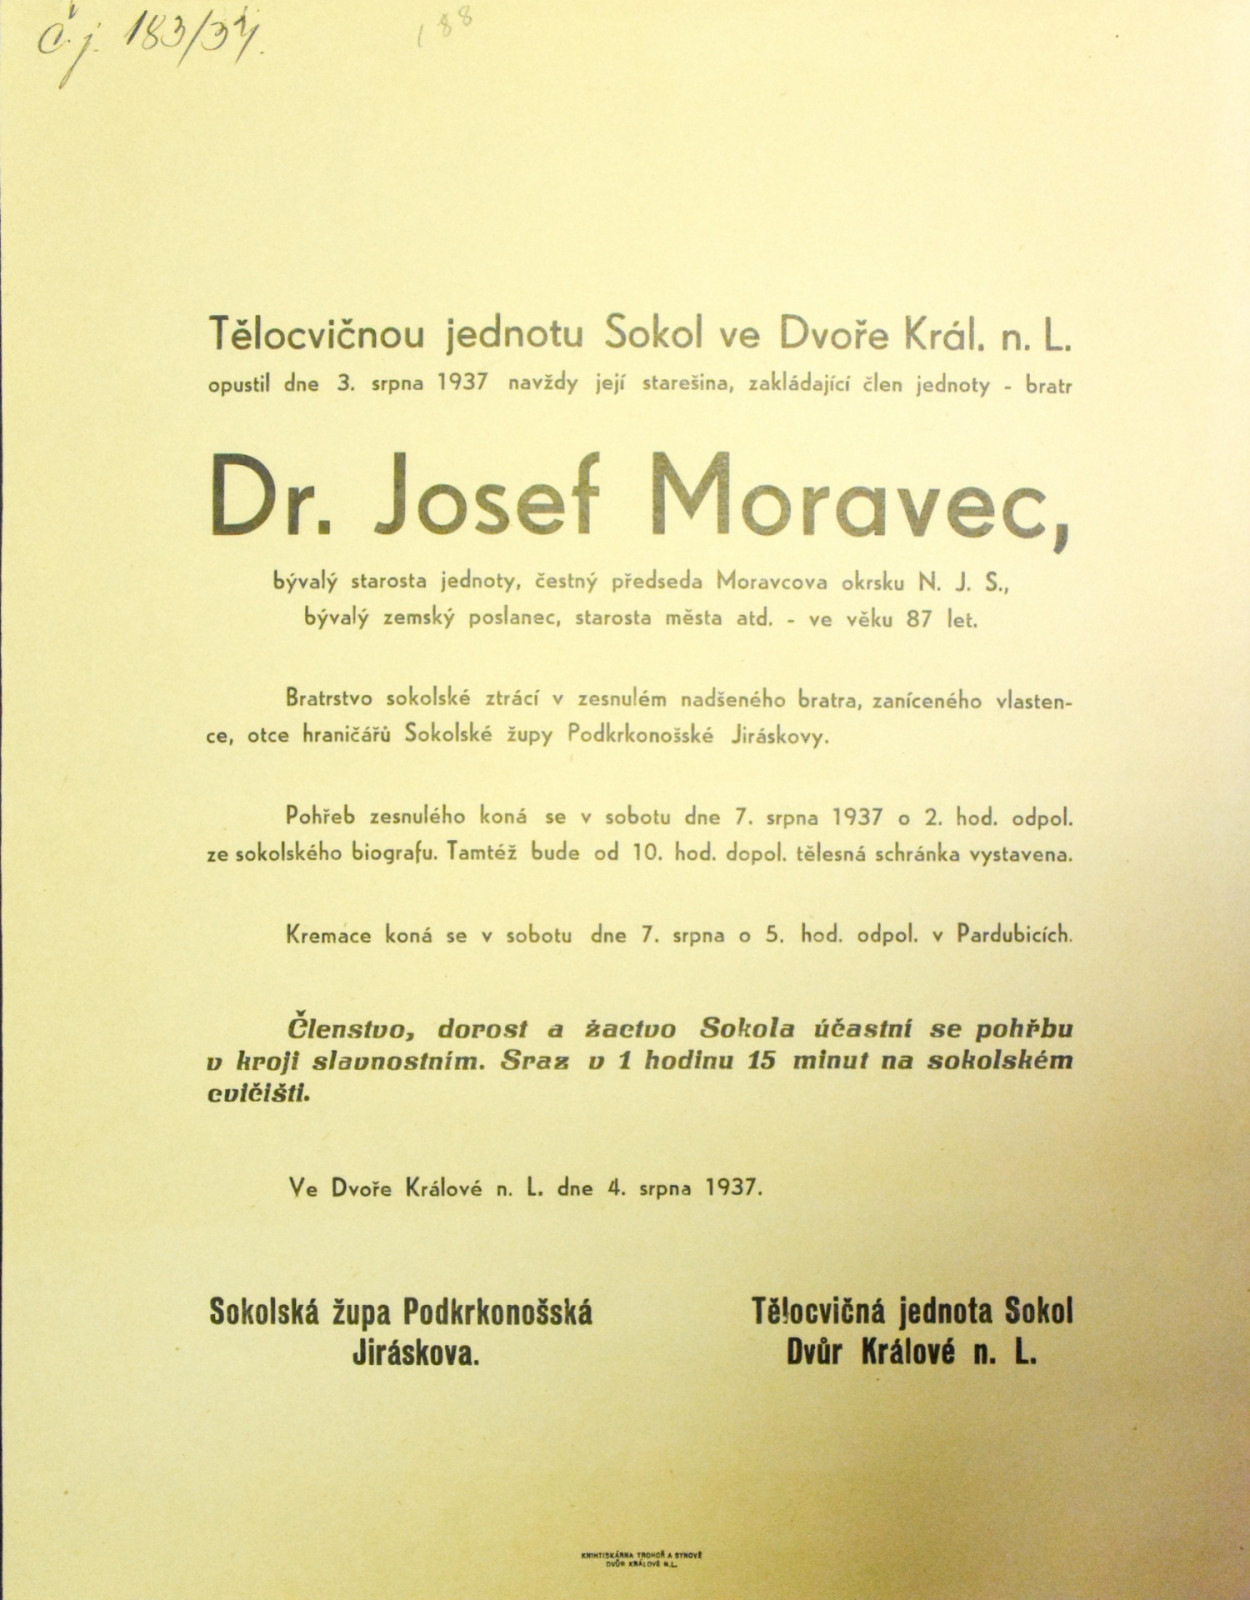 č. j. 183/37.
188
Tělocvičnou jednotu Sokol ve Dvoře Král. n. L.
opustil dne 3. srpna 1937 navždy její starešina, zakládající člen jednoty - bratr
Dr. Josef Moravec,
bývalý starosta jednoty, čestný předseda Moravcova okrsku N. J. S.,
bývalý zemský poslanec, starosta města atd. - ve věku 87 let.
Bratrstvo sokolské ztrácí v zesnulém nadšeného bratra, zaníceného vlasten-
ce, otce hraničářů Sokolské župy Podkrkonošské Jiráskovy.
Pohřeb zesnulého koná se v sobotu dne 7. srpna 1937 o 2. hod. odpol.
ze sokolského biografu. Tamtéž bude od 10. hod. dopol. tělesná schránka vystavena.
Kremace koná se v sobotu dne 7. srpna o 5. hod. odpol. v Pardubicích.
Členstvo, dorost a žactvo Sokola účastní se pohřbu
v kroji slavnostním. Sraz v 1 hodinu 15 minut na sokolském
cvičišti.
Ve Dvoře Králové n. L. dne 4. srpna 1937.
Sokolská župa Podkrkonošská
Jiráskova.
Tělocvičná jednota Sokol
Dvůr Králové n. L.
KNIHTISKÁRNA TROHOŘ A SYNOVÉ
DVŮR KRÁLOVÉ N. L.